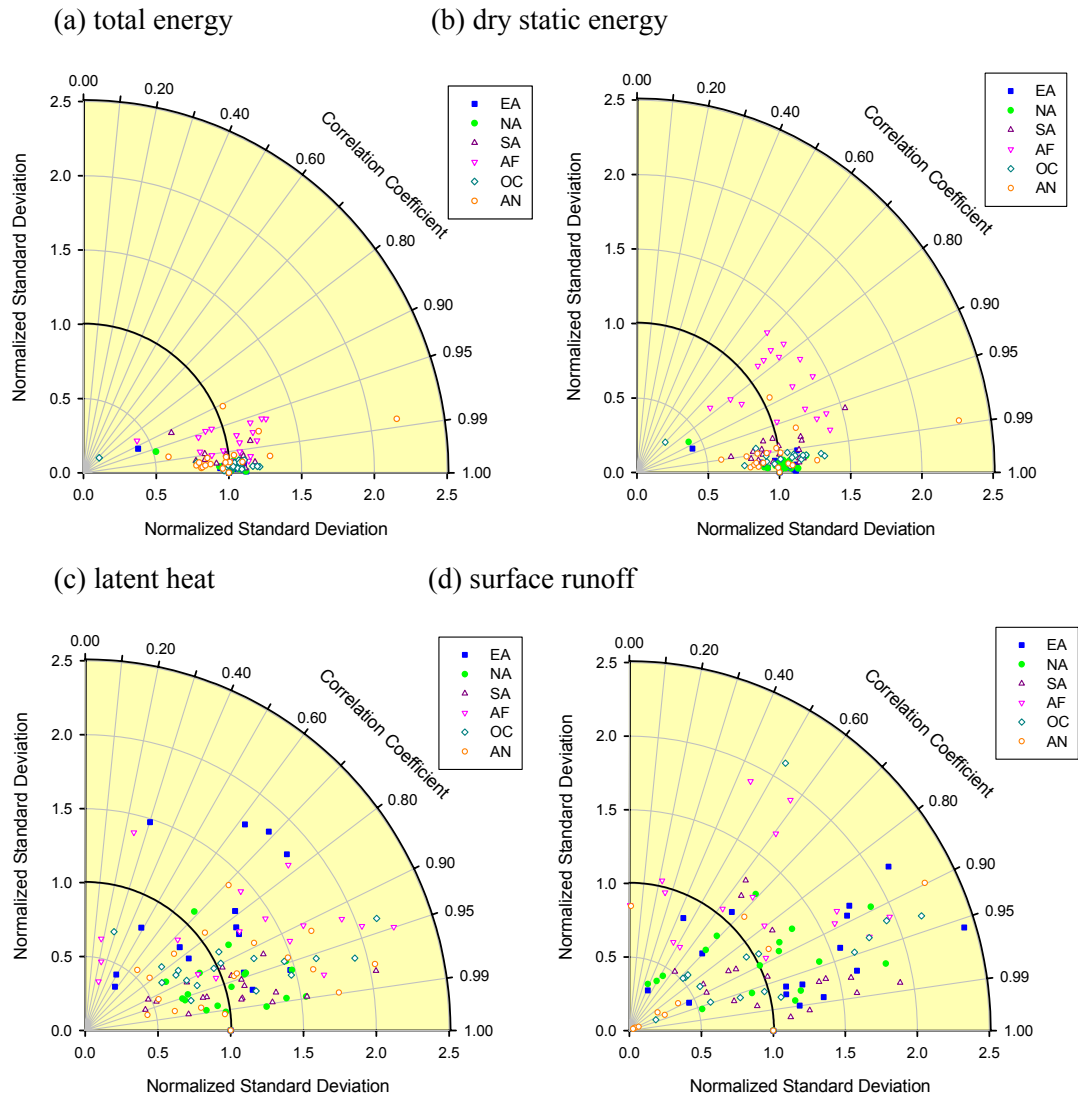 (a) total energy
0.00
0.20
0.40
0.60
0.80
0.90
0.95
0.99
1.00
Correlation Coefficient
2.5
2.0
1.5
1.0
0.5
0.0
Normalized Standard Deviation
0.0 0.5 1.0 1.5 2.0 2.5
Normalized Standard Deviation
EA
NA
SA
AF
OC
AN
(b) dry static energy
0.00
0.20
0.40
0.60
0.80
0.90
0.95
0.99
1.00
Correlation Coefficient
2.5
2.0
1.5
1.0
0.5
0.0
Normalized Standard Deviation
0.0 0.5 1.0 1.5 2.0 2.5
Normalized Standard Deviation
EA
NA
SA
AF
OC
AN
(c) latent heat
0.00
0.20
0.40
0.60
0.80
0.90
0.95
0.99
1.00
Correlation Coefficient
2.5
2.0
1.5
1.0
0.5
0.0
Normalized Standard Deviation
0.0 0.5 1.0 1.5 2.0 2.5
Normalized Standard Deviation
EA
NA
SA
AF
OC
AN
(d) surface runoff
0.00
0.20
0.40
0.60
0.80
0.90
0.95
0.99
1.00
Correlation Coefficient
2.5
2.0
1.5
1.0
0.5
0.0
Normalized Standard Deviation
0.0 0.5 1.0 1.5 2.0 2.5
Normalized Standard Deviation
EA
NA
SA
AF
OC
AN